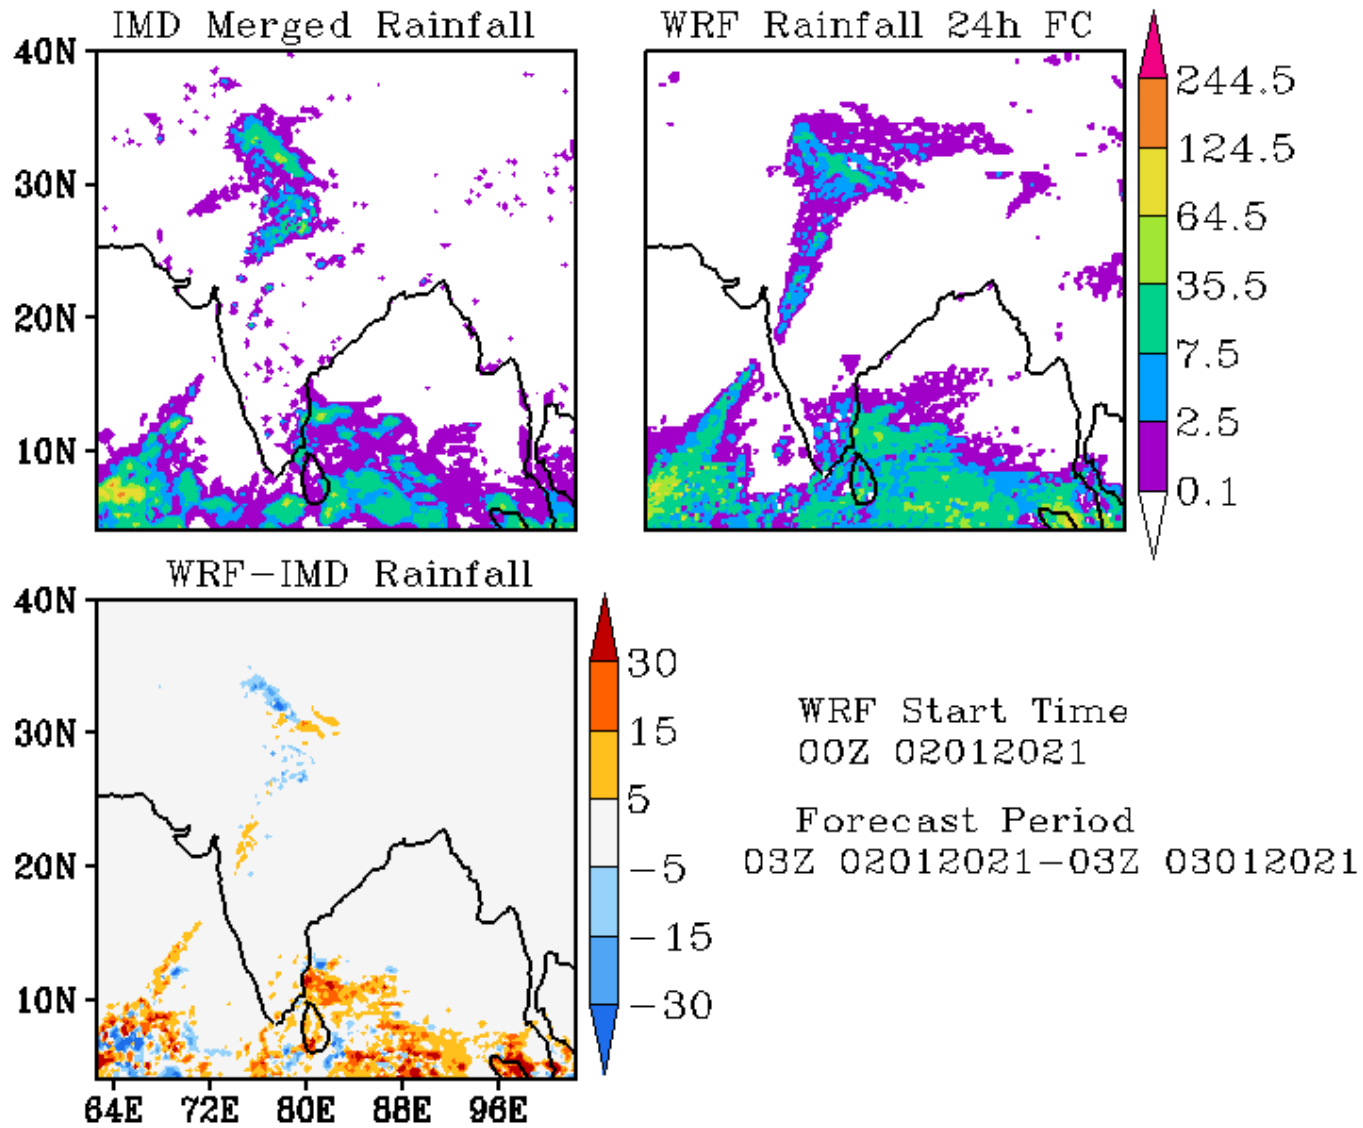 IMD Merged Rainfall
WRF Rainfall 24h FC
40N
30N
20N
10N
244.5
124.5
64.5
35.5
7.5
2.5
0.1
WRF-IMD Rainfall
40N
30N
20N
10N
64E 72E 80E 88E 96E
30
15
5
-5
-15
-30
WRF Start Time
00Z 02012021
Forecast Period
03Z 02012021-03Z 03012021